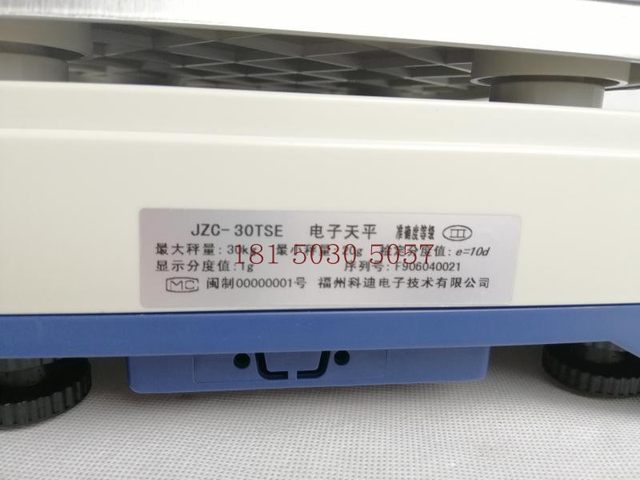 JZC-30TSE 电子天平 准确度等级 Ⅲ
最大秤量: 30kg 最小秤量: 20g 检定分度值: e=10d
181 5030 5057
显示分度值: 1g 序列号: F906040021
MC 闽制00000001号 福州科迪电子技术有限公司